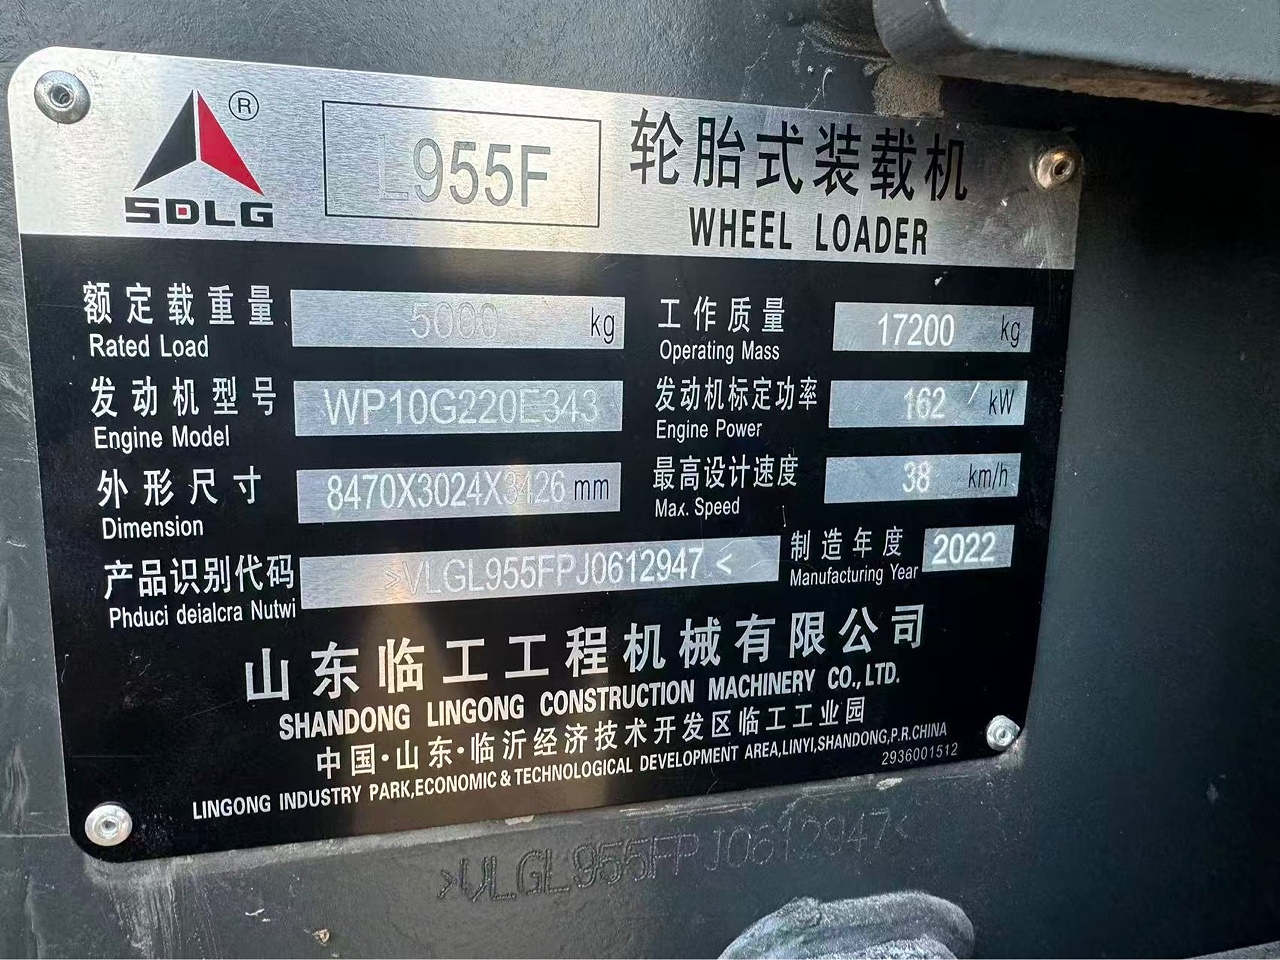 ®
SDLG
L955F
轮胎式装载机
WHEEL LOADER
额定载重量 5000 kg
Rated Load
工作质量 17200 kg
Operating Mass
发动机型号 WP10G220E343
Engine Model
发动机标定功率 162 kW
Engine Power
外形尺寸 8470X3024X3426 mm
Dimension
最高设计速度 38 km/h
Max. Speed
产品识别代码 >VLGL955FPJ0612947<
Phduci deialcra Nutwi
制造年度 2022
Manufacturing Year
山东临工工程机械有限公司
SHANDONG LINGONG CONSTRUCTION MACHINERY CO.,LTD.
中国·山东·临沂经济技术开发区临工工业园
LINGONG INDUSTRY PARK,ECONOMIC & TECHNOLOGICAL DEVELOPMENT AREA,LINYI,SHANDONG,P.R.CHINA
2936001512
>VLGL955FPJ0612947<